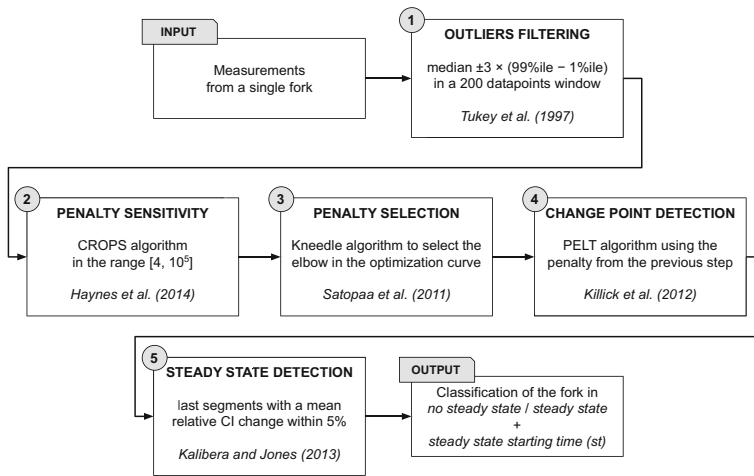 INPUT
Measurements
from a single fork
1
OUTLIERS FILTERING
median ±3 × (99%ile − 1%ile)
in a 200 datapoints window
Tukey et al. (1997)
2
PENALTY SENSITIVITY
CROPS algorithm
in the range [4, 10⁵]
Haynes et al. (2014)
3
PENALTY SELECTION
Kneedle algorithm to select the
elbow in the optimization curve
Satopaa et al. (2011)
4
CHANGE POINT DETECTION
PELT algorithm using the
penalty from the previous step
Killick et al. (2012)
5
STEADY STATE DETECTION
last segments with a mean
relative CI change within 5%
Kalibera and Jones (2013)
OUTPUT
Classification of the fork in
no steady state / steady state
+
steady state starting time (st)